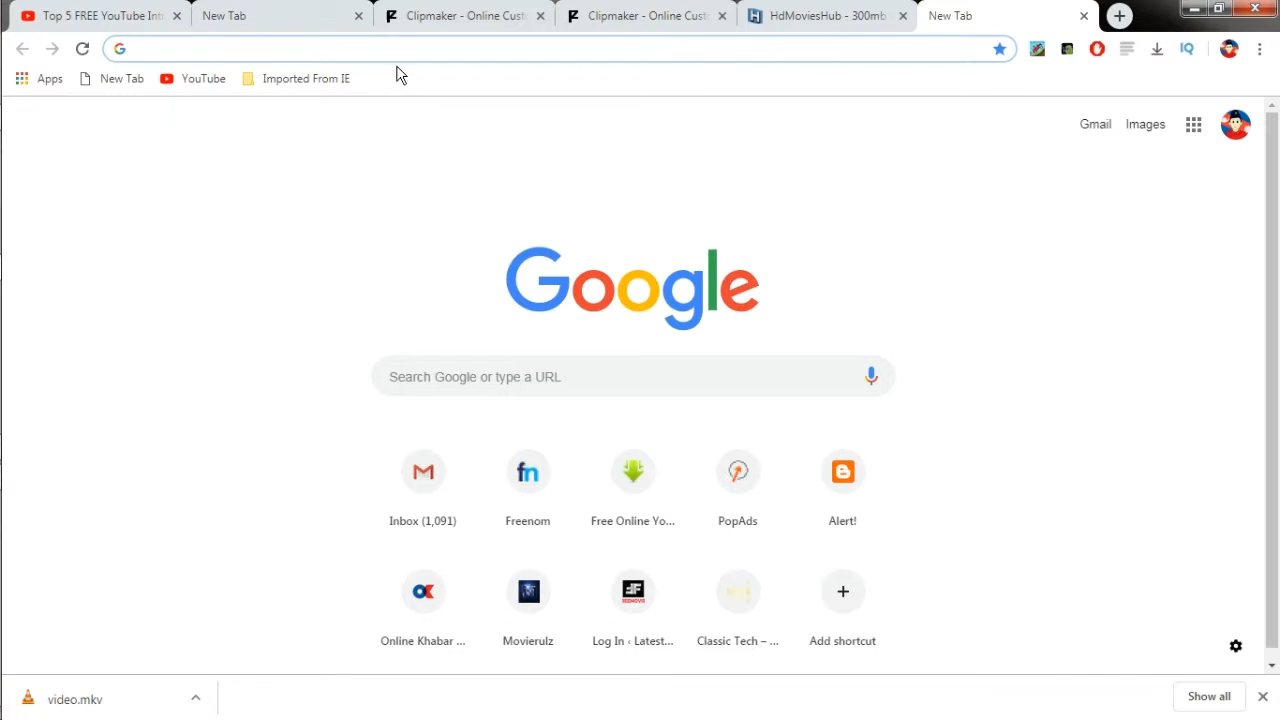 Top 5 FREE YouTube Int
New Tab
Clipmaker - Online Cust
Clipmaker - Online Cust
HdMoviesHub - 300mb
New Tab
Apps
New Tab
YouTube
Imported From IE
Gmail
Images
Google
Search Google or type a URL
Inbox (1,091)
Freenom
Free Online Yo...
PopAds
Alert!
Online Khabar ...
Movierulz
Log In ‹ Latest...
Classic Tech – ...
Add shortcut
video.mkv
Show all